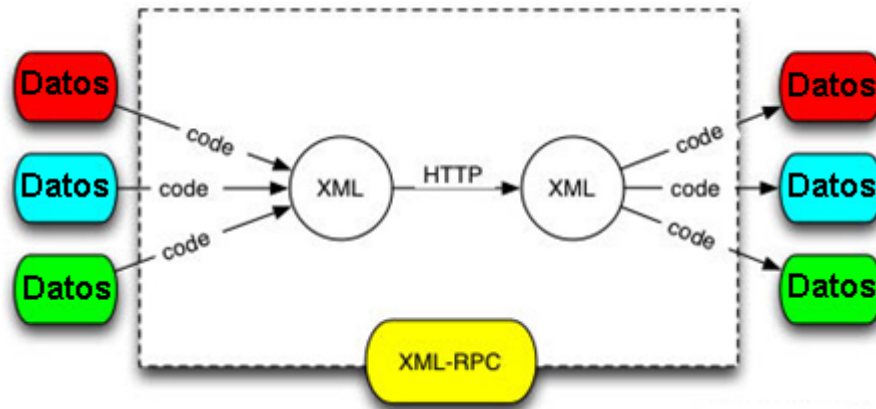 Datos
code
Datos
code
XML
HTTP
XML
code
Datos
code
Datos
code
Datos
code
Datos
XML-RPC